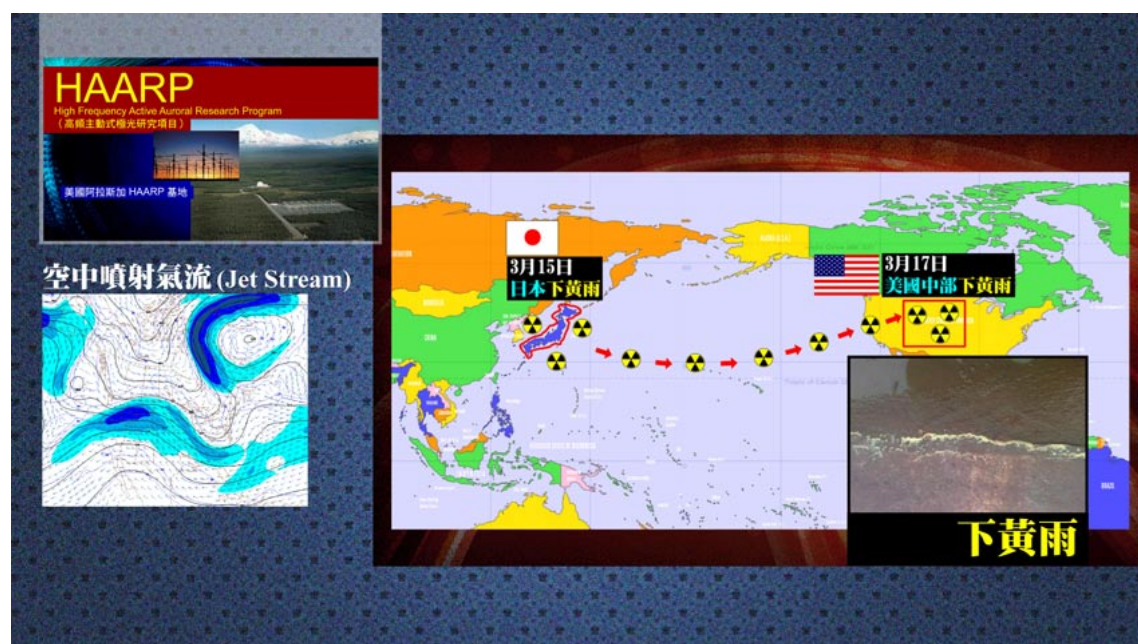 HAARP
High Frequency Active Auroral Research Program
（高頻主動式極光研究項目）
美國阿拉斯加 HAARP 基地
空中噴射氣流 (Jet Stream)
3月15日
日本下黃雨
3月17日
美國中部下黃雨
CHINA
BRAZIL
下黃雨